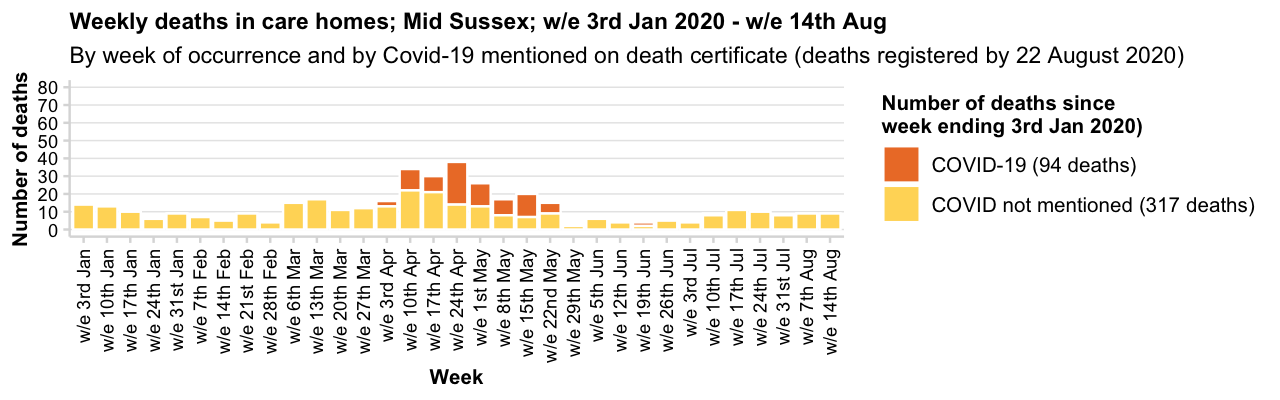 Weekly deaths in care homes; Mid Sussex; w/e 3rd Jan 2020 - w/e 14th Aug
By week of occurrence and by Covid-19 mentioned on death certificate (deaths registered by 22 August 2020)
Number of deaths
80
70
60
50
40
30
20
10
0
w/e 3rd Jan
w/e 10th Jan
w/e 17th Jan
w/e 24th Jan
w/e 31st Jan
w/e 7th Feb
w/e 14th Feb
w/e 21st Feb
w/e 28th Feb
w/e 6th Mar
w/e 13th Mar
w/e 20th Mar
w/e 27th Mar
w/e 3rd Apr
w/e 10th Apr
w/e 17th Apr
w/e 24th Apr
w/e 1st May
w/e 8th May
w/e 15th May
w/e 22nd May
w/e 29th May
w/e 5th Jun
w/e 12th Jun
w/e 19th Jun
w/e 26th Jun
w/e 3rd Jul
w/e 10th Jul
w/e 17th Jul
w/e 24th Jul
w/e 31st Jul
w/e 7th Aug
w/e 14th Aug
Week
Number of deaths since
week ending 3rd Jan 2020)
COVID-19 (94 deaths)
COVID not mentioned (317 deaths)